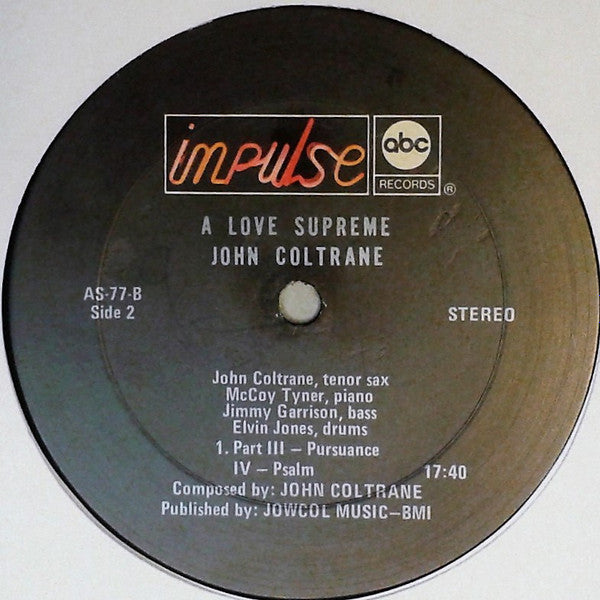 impulse
abc
RECORDS ®
A LOVE SUPREME
JOHN COLTRANE
AS-77-B
Side 2
STEREO
John Coltrane, tenor sax
McCoy Tyner, piano
Jimmy Garrison, bass
Elvin Jones, drums
1. Part III – Pursuance
IV – Psalm 17:40
Composed by: JOHN COLTRANE
Published by: JOWCOL MUSIC–BMI